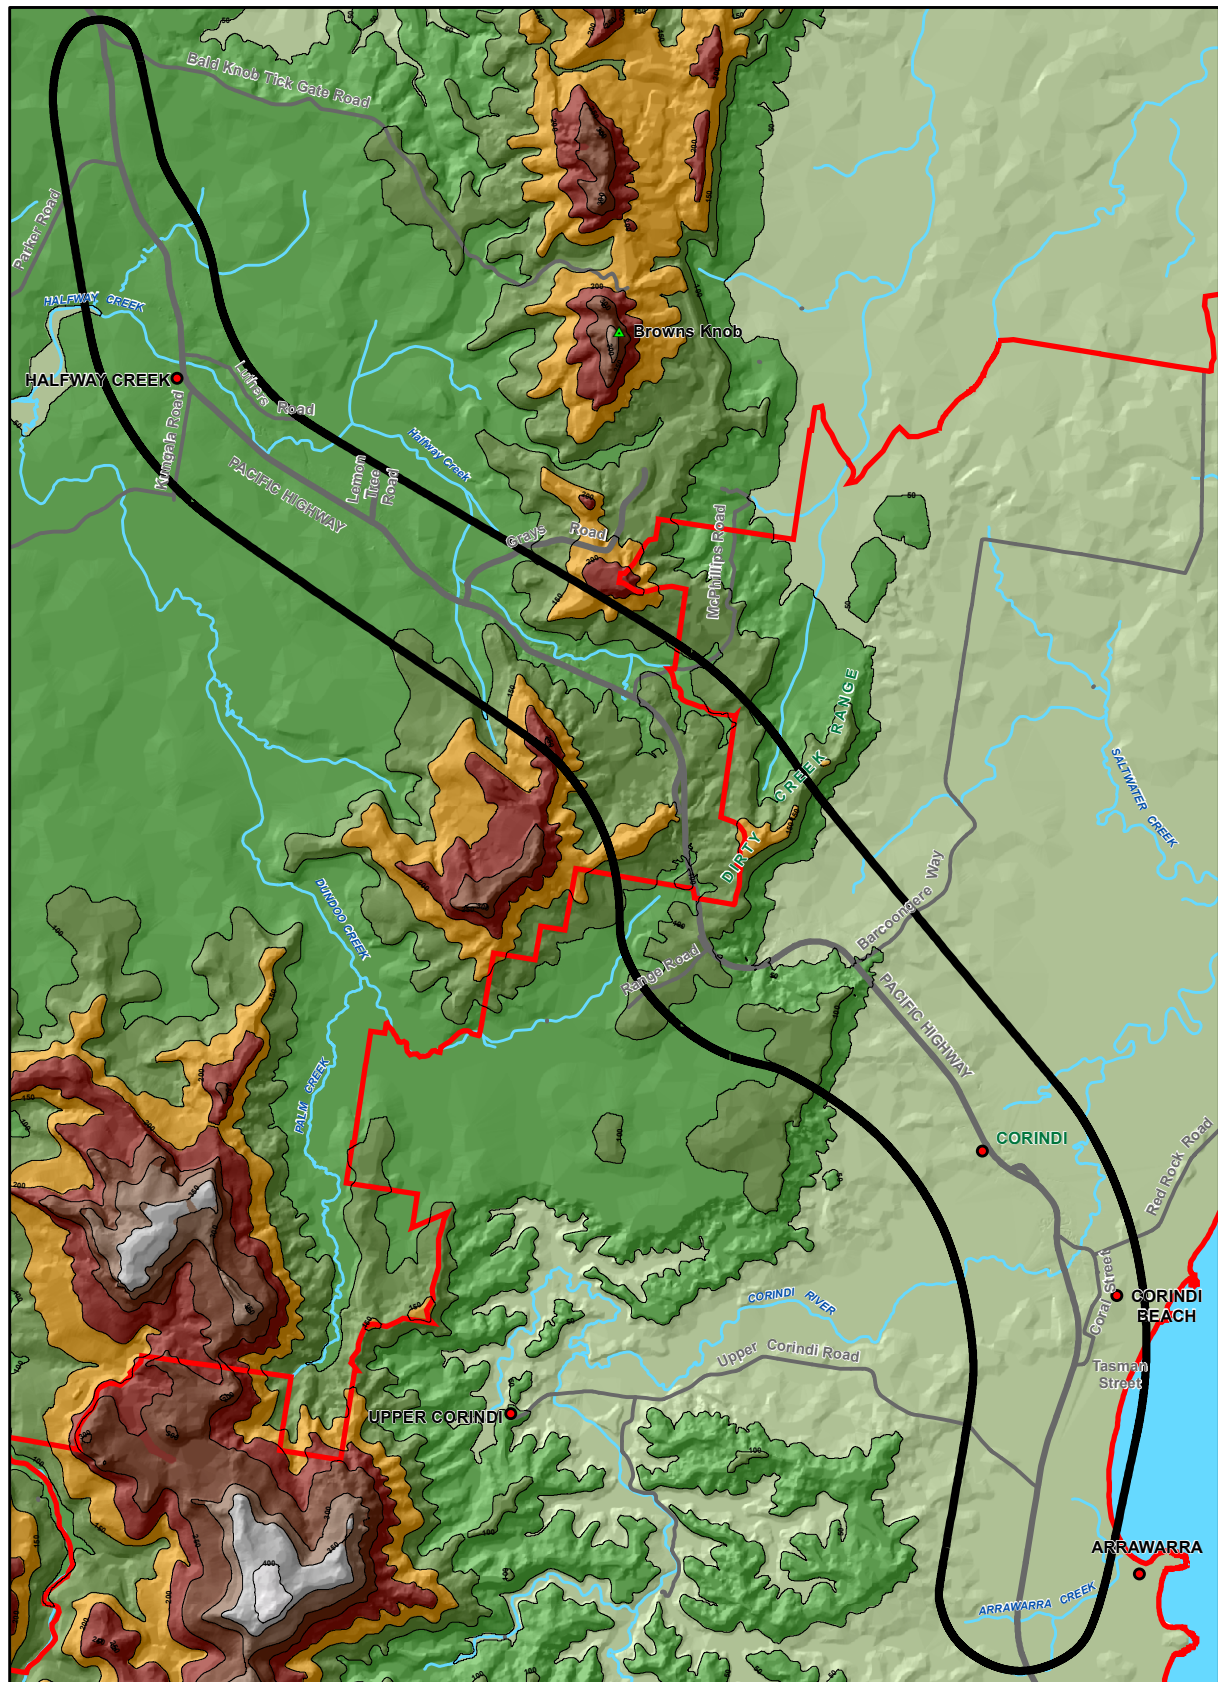 Bald Knob Tick Gate Road
Parker Road
HALFWAY CREEK
Browns Knob
HALFWAY CREEK
Luthers Road
Kungala Road
PACIFIC HIGHWAY
Lemon
Tree
Road
Halfway Creek
Grays Road
McPhillips Road
DIRTY CREEK RANGE
SALTWATER CREEK
Barcoongere Way
DUNDOO CREEK
Range Road
PACIFIC HIGHWAY
PALM CREEK
CORINDI
Red Rock Road
CORINDI RIVER
Coral Street
CORINDI
BEACH
Upper Corindi Road
Tasman
Street
UPPER CORINDI
ARRAWARRA
ARRAWARRA CREEK